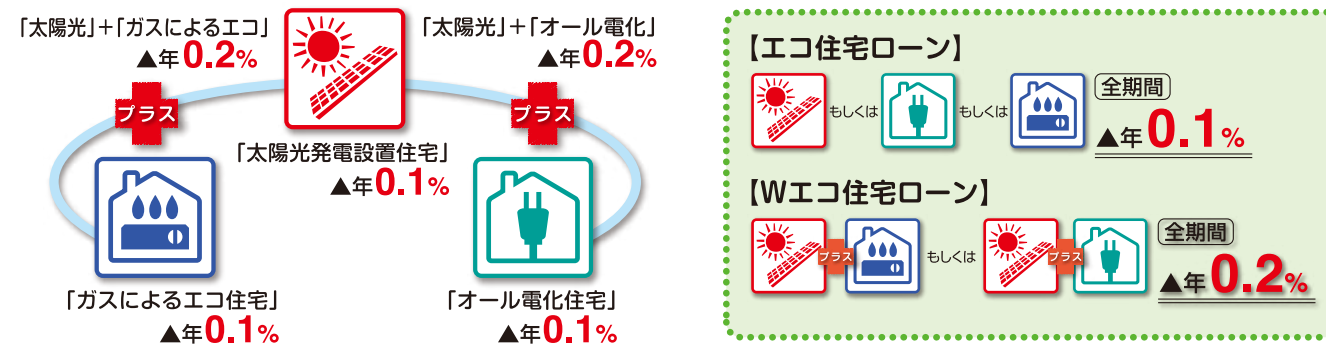 「太陽光」+「ガスによるエコ」
▲年0.2%
「太陽光」+「オール電化」
▲年0.2%
プラス
プラス
「太陽光発電設置住宅」
▲年0.1%
「ガスによるエコ住宅」
▲年0.1%
「オール電化住宅」
▲年0.1%
【エコ住宅ローン】
もしくは
もしくは
全期間
▲年0.1%
【Wエコ住宅ローン】
プラス
もしくは
プラス
全期間
▲年0.2%